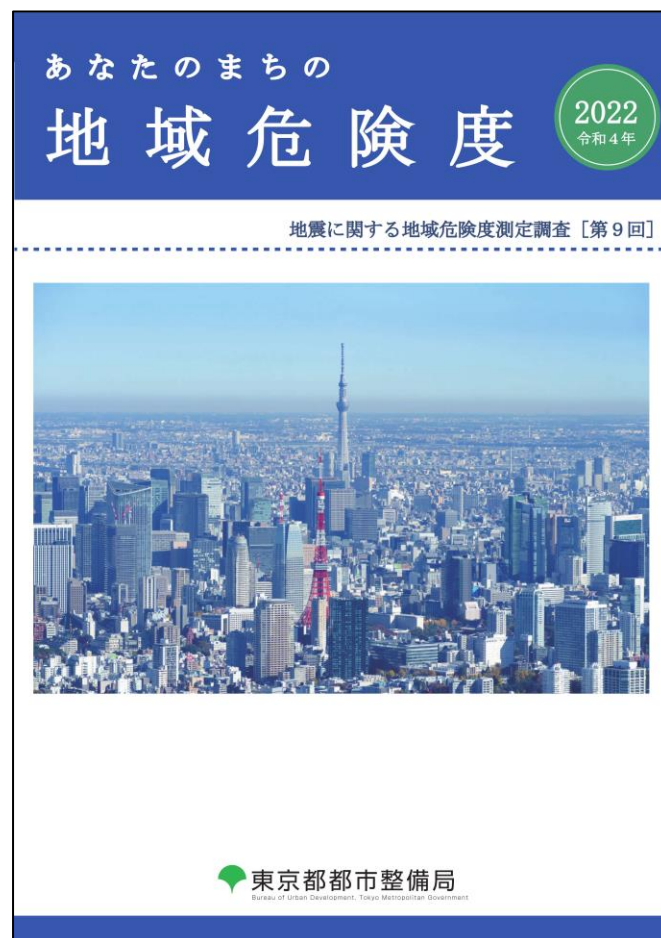 あなたのまちの
地域危険度
2022
令和4年
地震に関する地域危険度測定調査［第9回］
東京都都市整備局
Bureau of Urban Development, Tokyo Metropolitan Government